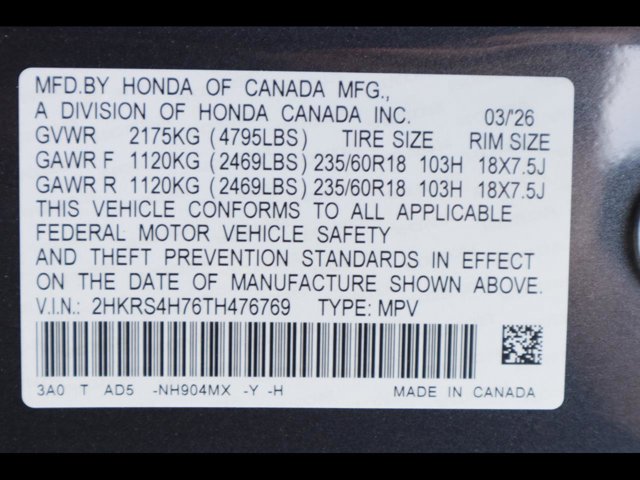 MFD.BY HONDA OF CANADA MFG.,
A DIVISION OF HONDA CANADA INC. 03/'26
GVWR 2175KG (4795LBS) TIRE SIZE RIM SIZE
GAWR F 1120KG (2469LBS) 235/60R18 103H 18X7.5J
GAWR R 1120KG (2469LBS) 235/60R18 103H 18X7.5J
THIS VEHICLE CONFORMS TO ALL APPLICABLE
FEDERAL MOTOR VEHICLE SAFETY
AND THEFT PREVENTION STANDARDS IN EFFECT
ON THE DATE OF MANUFACTURE SHOWN ABOVE.
V.I.N.: 2HKRS4H76TH476769 TYPE: MPV
3A0 T AD5 -NH904MX -Y -H MADE IN CANADA